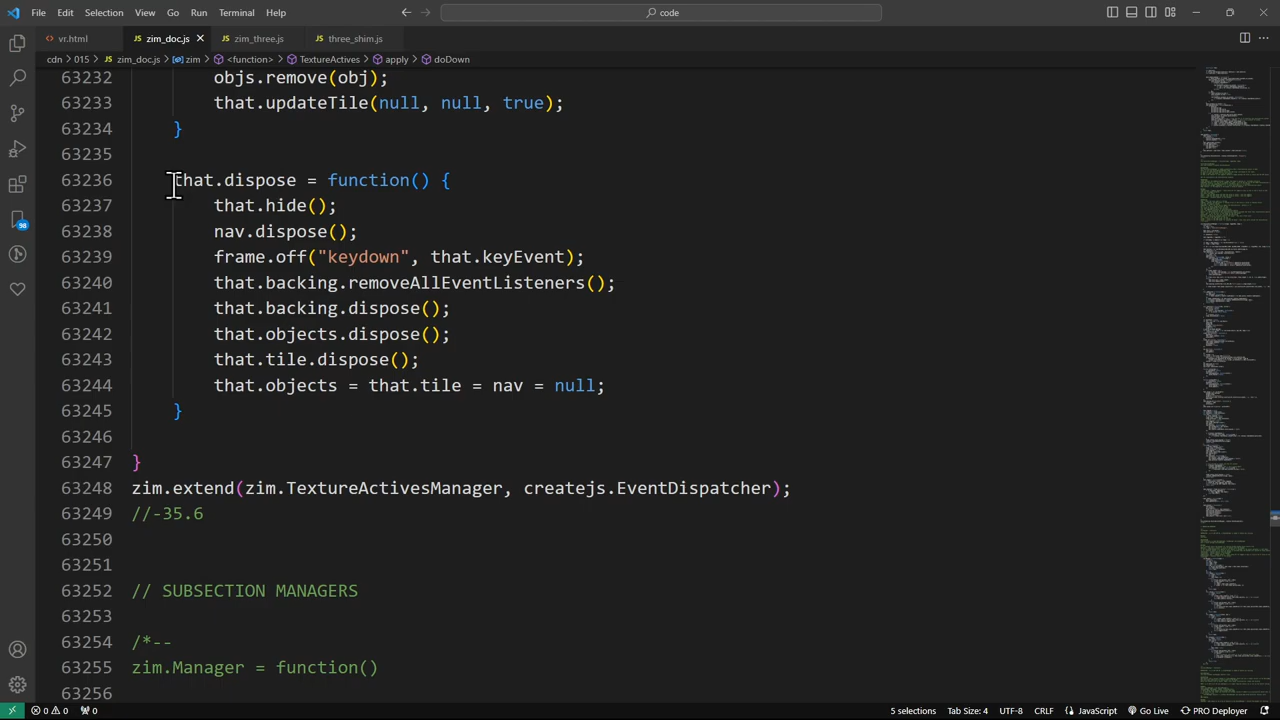 File Edit Selection View Go Run Terminal Help
code
vr.html
zim_doc.js
zim_three.js
three_shim.js
cdn > 015 > zim_doc.js > zim > <function> > TextureActives > apply > doDown
63232 objs.remove(obj);
63233 that.updateTile(null, null, true);
63234 }
63235
63236 that.dispose = function() {
63237 that.hide();
63238 nav.dispose();
63239 frame.off("keydown", that.keyEvent);
63240 that.backing.removeAllEventListeners();
63241 that.backing.dispose();
63242 that.objects.dispose();
63243 that.tile.dispose();
63244 that.objects = that.tile = nav = null;
63245 }
63246
63247 }
63248 zim.extend(zim.TextureActivesManager, createjs.EventDispatcher);
63249 //-35.6
63250
63251
63252 // SUBSECTION MANAGERS
63253
63254 /*--
63255 zim.Manager = function()
63256
98
0 0 0
5 selections Tab Size: 4 UTF-8 CRLF JavaScript Go Live PRO Deployer